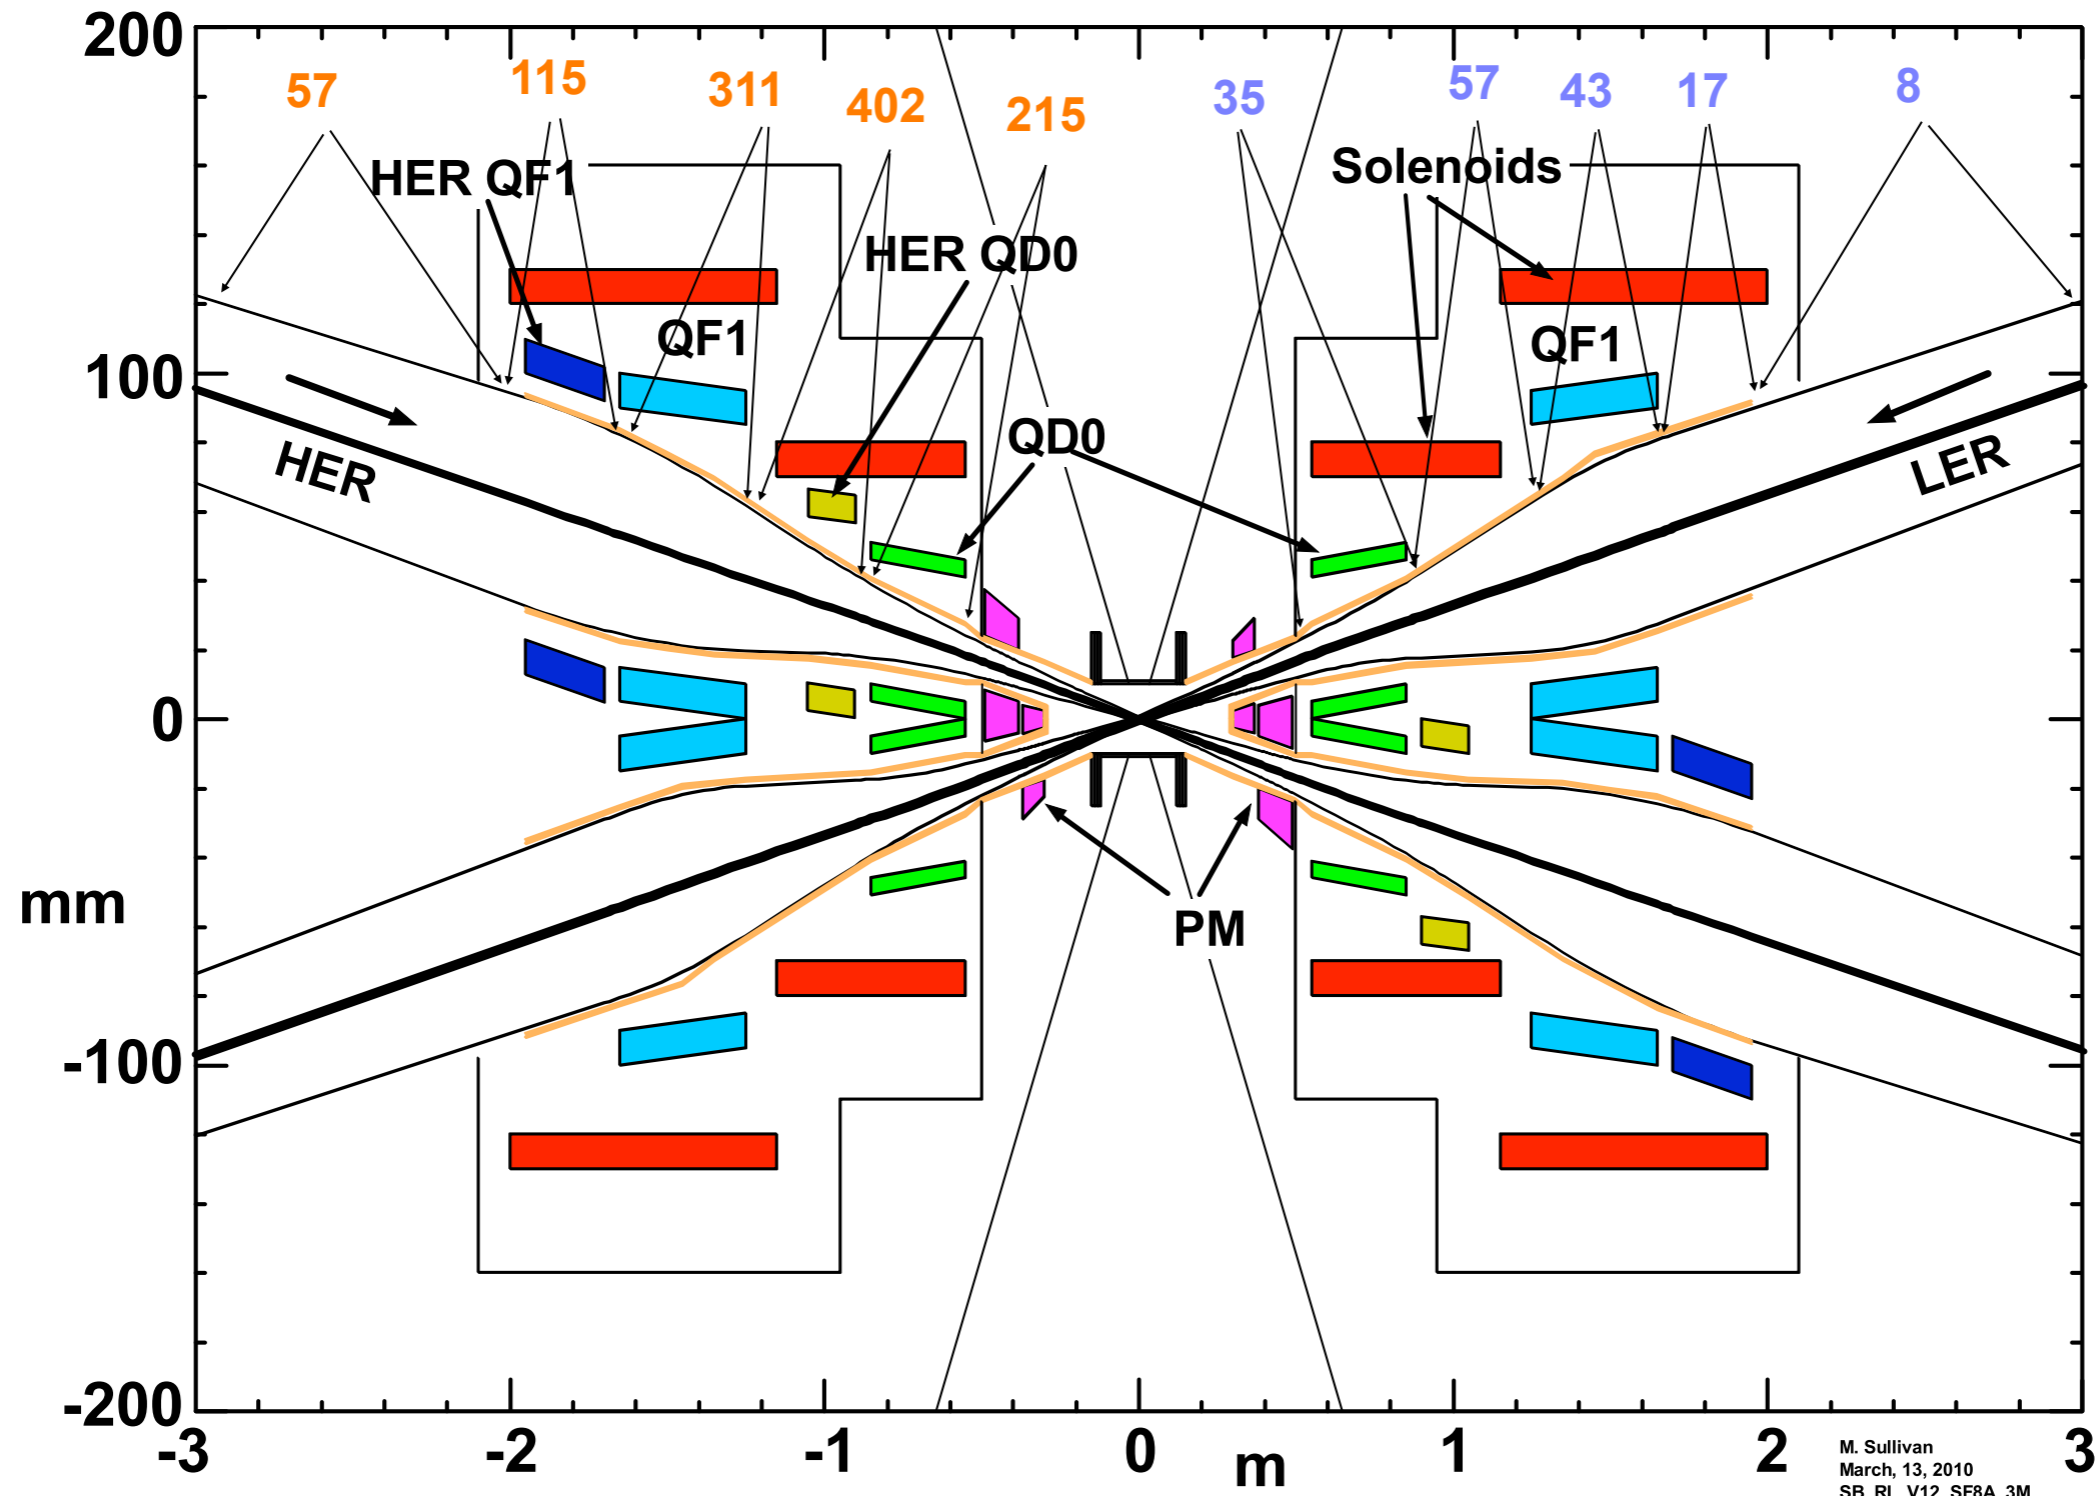 200
57
115
311
402
215
35
57
43
17
8
HER QF1
Solenoids
HER QD0
QF1
QF1
100
QD0
HER
LER
0
mm
PM
-100
-200
-3
-2
-1
0
m
1
2
3
M. Sullivan
March, 13, 2010
SB_RL_V12_SF8A_3M